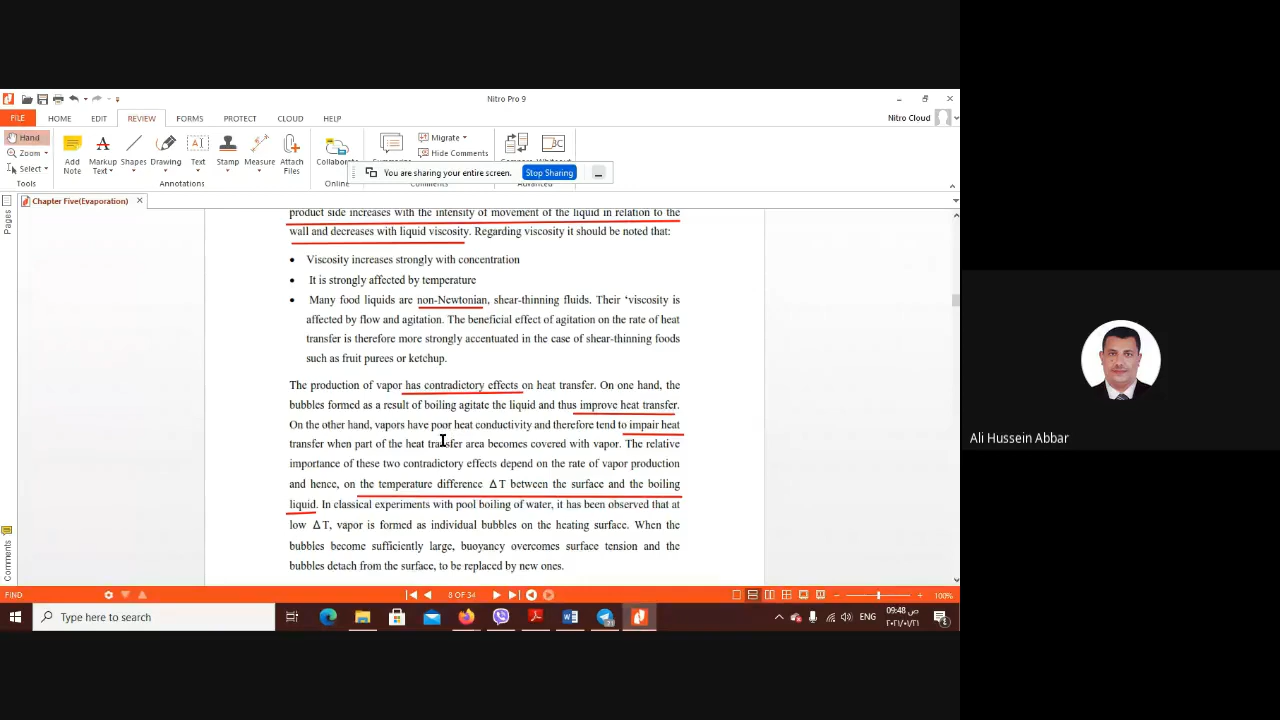 Nitro Pro 9
FILE HOME EDIT REVIEW FORMS PROTECT CLOUD HELP
Nitro Cloud
Hand
Zoom
Select
Tools
Add Note
Markup Text
Shapes
Drawing
Text
Stamp
Measure
Attach Files
Annotations
Collaborate
Online
Migrate
Hide Comments
You are sharing your entire screen.
Stop Sharing
Chapter Five(Evaporation)
Pages
product side increases with the intensity of movement of the liquid in relation to the
wall and decreases with liquid viscosity. Regarding viscosity it should be noted that:
• Viscosity increases strongly with concentration
• It is strongly affected by temperature
• Many food liquids are non-Newtonian, shear-thinning fluids. Their ‘viscosity is
affected by flow and agitation. The beneficial effect of agitation on the rate of heat
transfer is therefore more strongly accentuated in the case of shear-thinning foods
such as fruit purees or ketchup.
The production of vapor has contradictory effects on heat transfer. On one hand, the
bubbles formed as a result of boiling agitate the liquid and thus improve heat transfer.
On the other hand, vapors have poor heat conductivity and therefore tend to impair heat
transfer when part of the heat transfer area becomes covered with vapor. The relative
importance of these two contradictory effects depend on the rate of vapor production
and hence, on the temperature difference ΔT between the surface and the boiling
liquid. In classical experiments with pool boiling of water, it has been observed that at
low ΔT, vapor is formed as individual bubbles on the heating surface. When the
bubbles become sufficiently large, buoyancy overcomes surface tension and the
bubbles detach from the surface, to be replaced by new ones.
Comments
FIND
8 OF 34
100%
Type here to search
ENG
09:48 ص
Ali Hussein Abbar